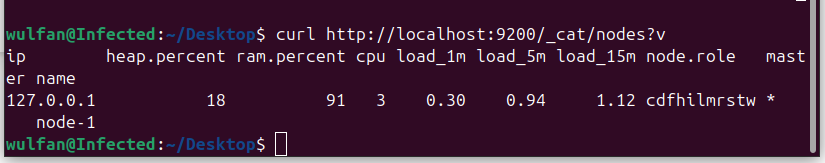 wulfan@Infected:~/Desktop$ curl http://localhost:9200/_cat/nodes?v
ip        heap.percent ram.percent cpu load_1m load_5m load_15m node.role   mast
er name
127.0.0.1           18          91   3    0.30    0.94     1.12 cdfhilmrstw *
   node-1
wulfan@Infected:~/Desktop$